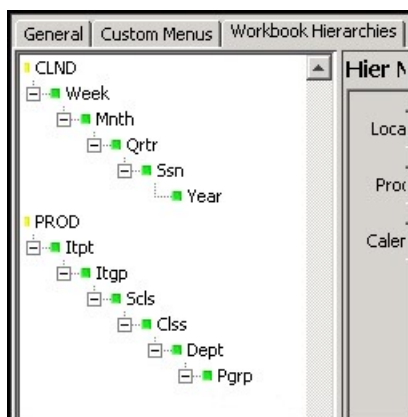 General Custom Menus Workbook Hierarchies
CLND
Week
Mnth
Qrtr
Ssn
Year
PROD
Itpt
Itgp
Scls
Clss
Dept
Pgrp
Hier
Loca
Prod
Caler